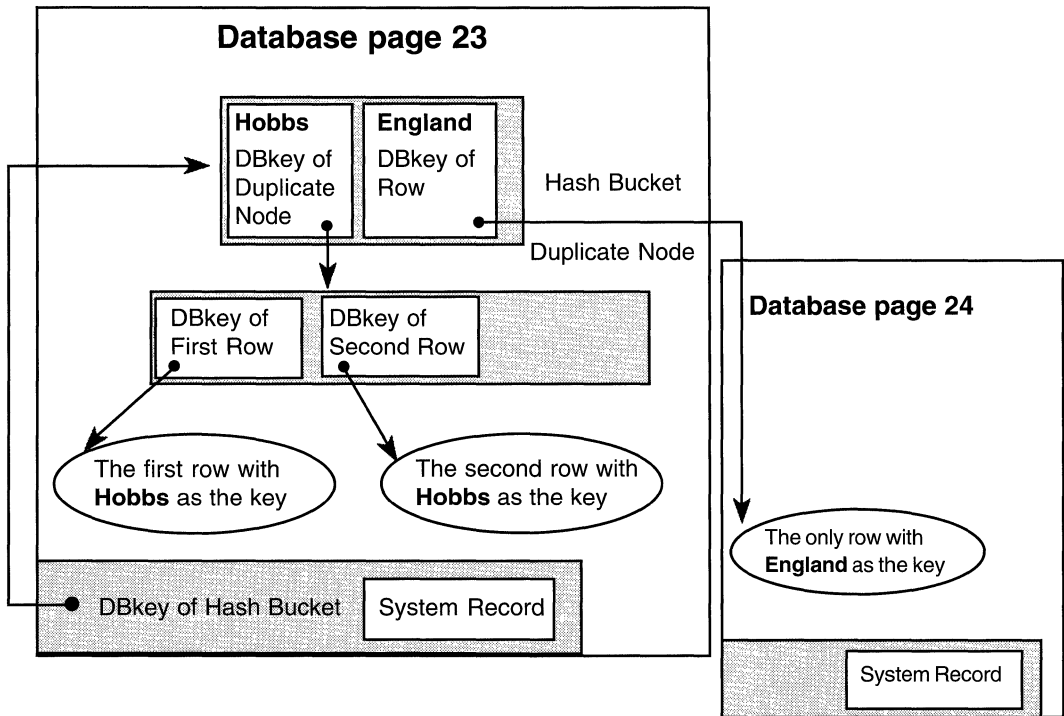 Database page 23
Hobbs
DBkey of
Duplicate
Node
England
DBkey of
Row
Hash Bucket
Duplicate Node
DBkey of
First Row
DBkey of
Second Row
Database page 24
The first row with
Hobbs as the key
The second row with
Hobbs as the key
The only row with
England as the key
DBkey of Hash Bucket
System Record
System Record